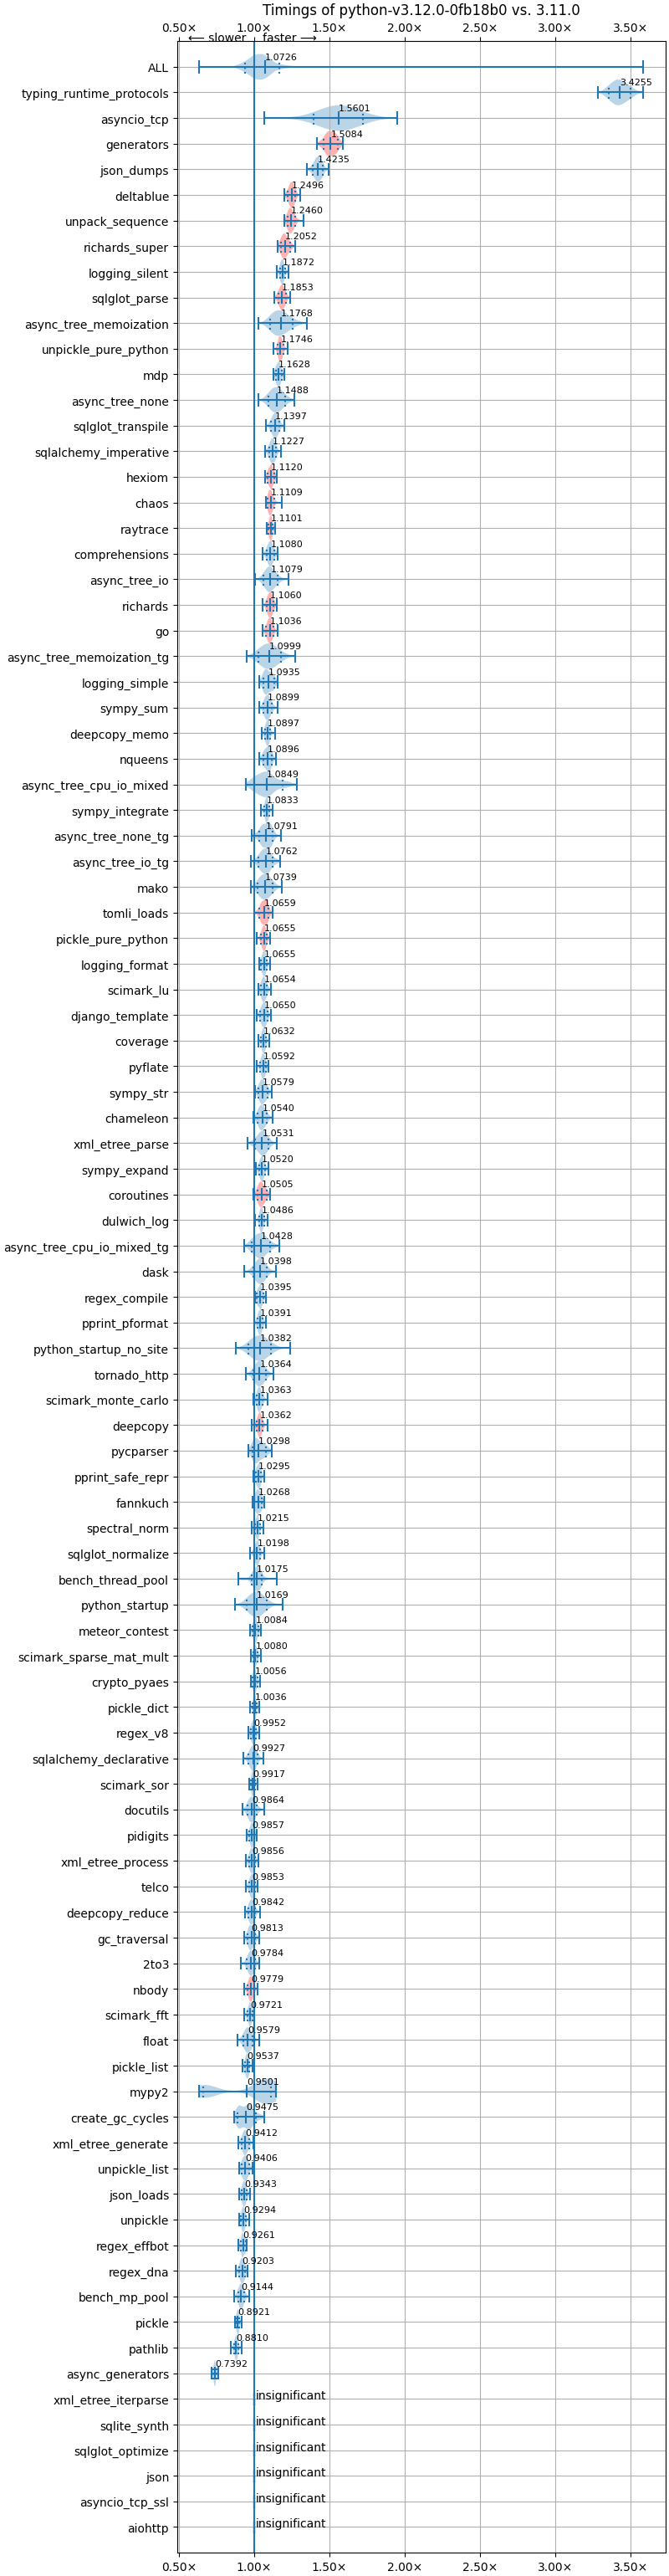 Timings of python-v3.12.0-0fb18b0 vs. 3.11.0
0.50× 1.00× 1.50× 2.00× 2.50× 3.00× 3.50×
⟵ slower faster ⟶
ALL 1.0726
typing_runtime_protocols 3.4255
asyncio_tcp 1.5601
generators 1.5084
json_dumps 1.4235
deltablue 1.2496
unpack_sequence 1.2460
richards_super 1.2052
logging_silent 1.1872
sqlglot_parse 1.1853
async_tree_memoization 1.1768
unpickle_pure_python 1.1746
mdp 1.1628
async_tree_none 1.1488
sqlglot_transpile 1.1397
sqlalchemy_imperative 1.1227
hexiom 1.1120
chaos 1.1109
raytrace 1.1101
comprehensions 1.1080
async_tree_io 1.1079
richards 1.1060
go 1.1036
async_tree_memoization_tg 1.0999
logging_simple 1.0935
sympy_sum 1.0899
deepcopy_memo 1.0897
nqueens 1.0896
async_tree_cpu_io_mixed 1.0849
sympy_integrate 1.0833
async_tree_none_tg 1.0791
async_tree_io_tg 1.0762
mako 1.0739
tomli_loads 1.0659
pickle_pure_python 1.0655
logging_format 1.0655
scimark_lu 1.0654
django_template 1.0650
coverage 1.0632
pyflate 1.0592
sympy_str 1.0579
chameleon 1.0540
xml_etree_parse 1.0531
sympy_expand 1.0520
coroutines 1.0505
dulwich_log 1.0486
async_tree_cpu_io_mixed_tg 1.0428
dask 1.0398
regex_compile 1.0395
pprint_pformat 1.0391
python_startup_no_site 1.0382
tornado_http 1.0364
scimark_monte_carlo 1.0363
deepcopy 1.0362
pycparser 1.0298
pprint_safe_repr 1.0295
fannkuch 1.0268
spectral_norm 1.0215
sqlglot_normalize 1.0198
bench_thread_pool 1.0175
python_startup 1.0169
meteor_contest 1.0084
scimark_sparse_mat_mult 1.0080
crypto_pyaes 1.0056
pickle_dict 1.0036
regex_v8 0.9952
sqlalchemy_declarative 0.9927
scimark_sor 0.9917
docutils 0.9864
pidigits 0.9857
xml_etree_process 0.9856
telco 0.9853
deepcopy_reduce 0.9842
gc_traversal 0.9813
2to3 0.9784
nbody 0.9779
scimark_fft 0.9721
float 0.9579
pickle_list 0.9537
mypy2 0.9501
create_gc_cycles 0.9475
xml_etree_generate 0.9412
unpickle_list 0.9406
json_loads 0.9343
unpickle 0.9294
regex_effbot 0.9261
regex_dna 0.9203
bench_mp_pool 0.9144
pickle 0.8921
pathlib 0.8810
async_generators 0.7392
xml_etree_iterparse insignificant
sqlite_synth insignificant
sqlglot_optimize insignificant
json insignificant
asyncio_tcp_ssl insignificant
aiohttp insignificant
0.50× 1.00× 1.50× 2.00× 2.50× 3.00× 3.50×